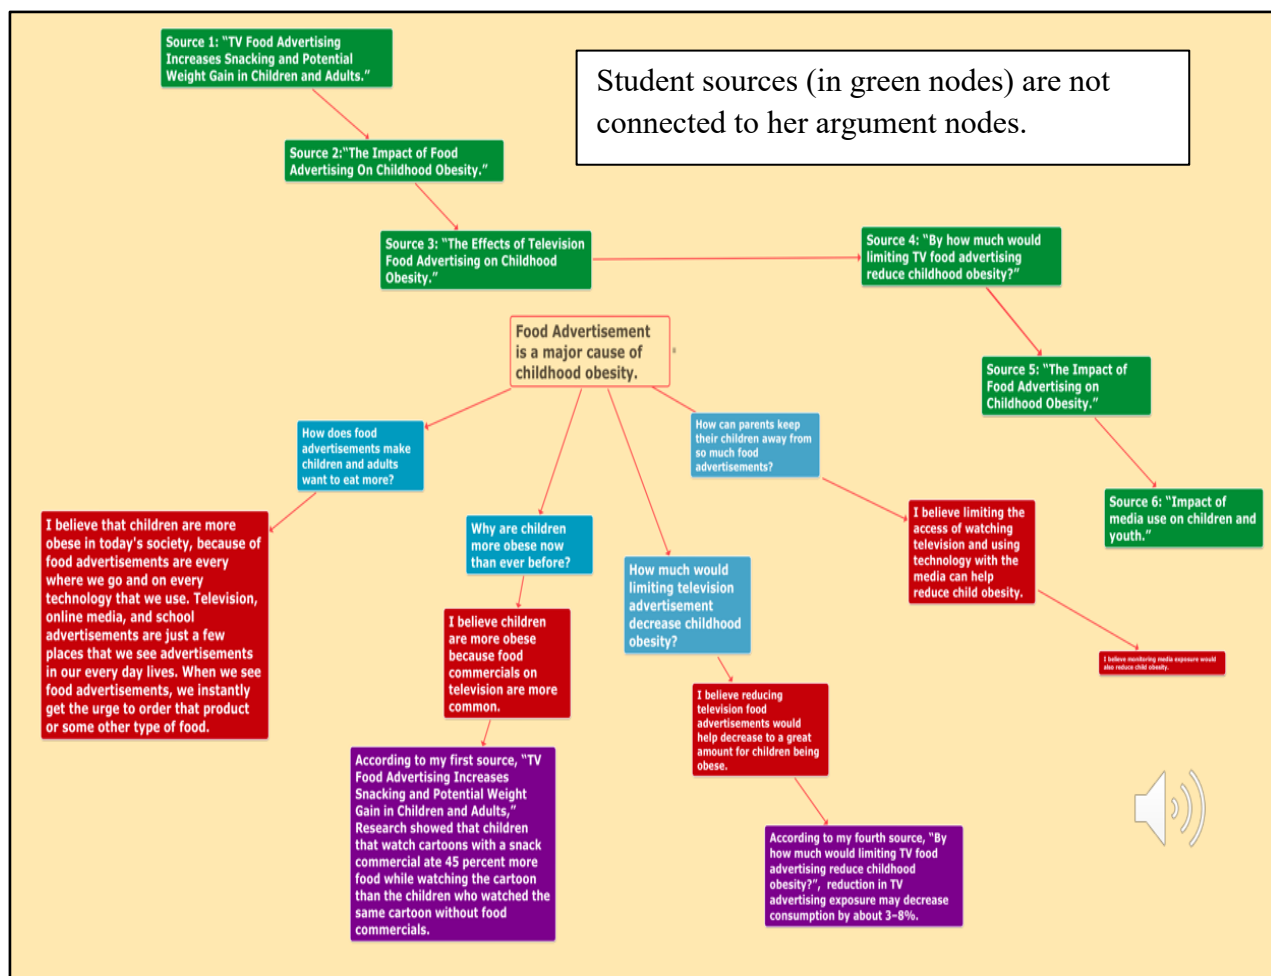 Source 1: “TV Food Advertising
Increases Snacking and Potential
Weight Gain in Children and Adults.”
Student sources (in green nodes) are not
connected to her argument nodes.
Source 2:“The Impact of Food
Advertising On Childhood Obesity.”
Source 3: “The Effects of Television
Food Advertising on Childhood
Obesity.”
Source 4: “By how much would
limiting TV food advertising
reduce childhood obesity?”
Food Advertisement
is a major cause of
childhood obesity.
Source 5: “The Impact of
Food Advertising on
Childhood Obesity.”
How does food
advertisements make
children and adults
want to eat more?
How can parents keep
their children away from
so much food
advertisements?
Source 6: “Impact of
media use on children and
youth.”
I believe that children are more
obese in today's society, because of
food advertisements are every
where we go and on every
technology that we use. Television,
online media, and school
advertisements are just a few
places that we see advertisements
in our every day lives. When we see
food advertisements, we instantly
get the urge to order that product
or some other type of food.
Why are children
more obese now
than ever before?
How much would
limiting television
advertisement
decrease childhood
obesity?
I believe limiting the
access of watching
television and using
technology with the
media can help
reduce child obesity.
I believe children
are more obese
because food
commercials on
television are more
common.
I believe monitoring media exposure would
also reduce child obesity.
I believe reducing
television food
advertisements would
help decrease to a great
amount for children being
obese.
According to my first source, “TV
Food Advertising Increases
Snacking and Potential Weight
Gain in Children and Adults,”
Research showed that children
that watch cartoons with a snack
commercial ate 45 percent more
food while watching the cartoon
than the children who watched the
same cartoon without food
commercials.
According to my fourth source, “By
how much would limiting TV food
advertising reduce childhood
obesity?”, reduction in TV
advertising exposure may decrease
consumption by about 3–8%.